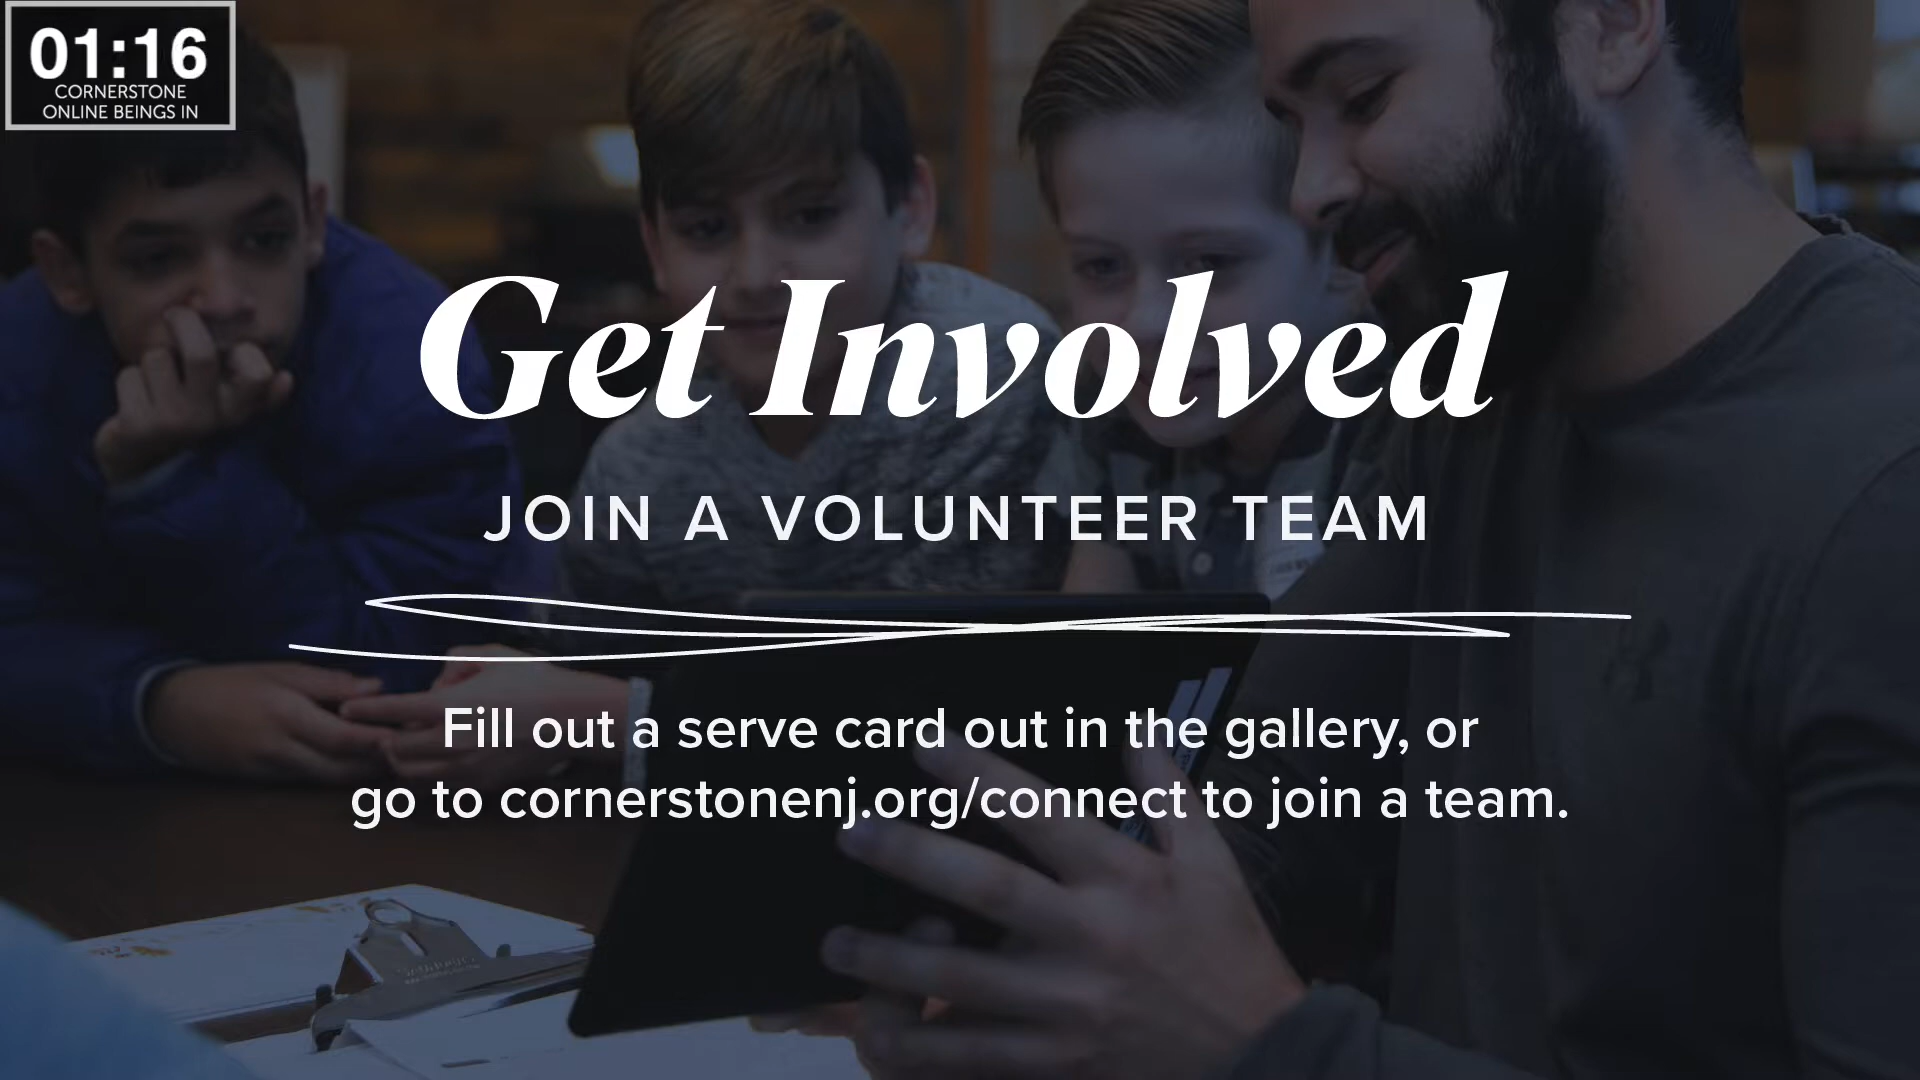 01:16
CORNERSTONE
ONLINE BEINGS IN
Get Involved
JOIN A VOLUNTEER TEAM
Fill out a serve card out in the gallery, or
go to cornerstonenj.org/connect to join a team.